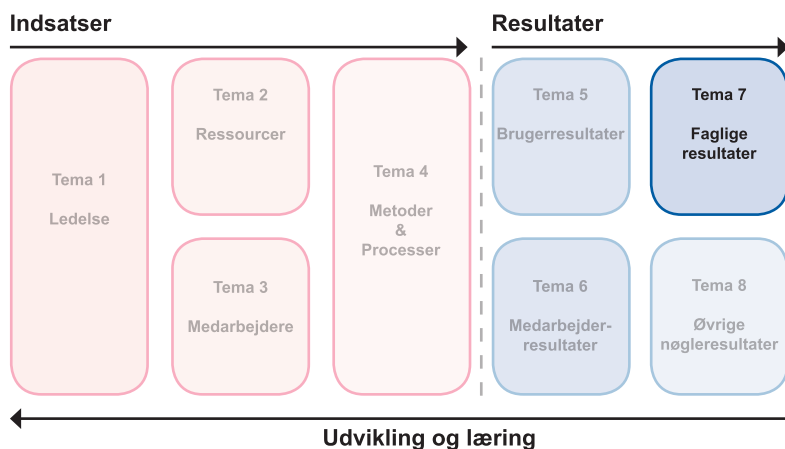 Indsatser
Resultater
Tema 1
Ledelse
Tema 2
Ressourcer
Tema 3
Medarbejdere
Tema 4
Metoder
&
Processer
Tema 5
Brugerresultater
Tema 6
Medarbejder-
resultater
Tema 7
Faglige
resultater
Tema 8
Øvrige
nøgleresultater
Udvikling og læring